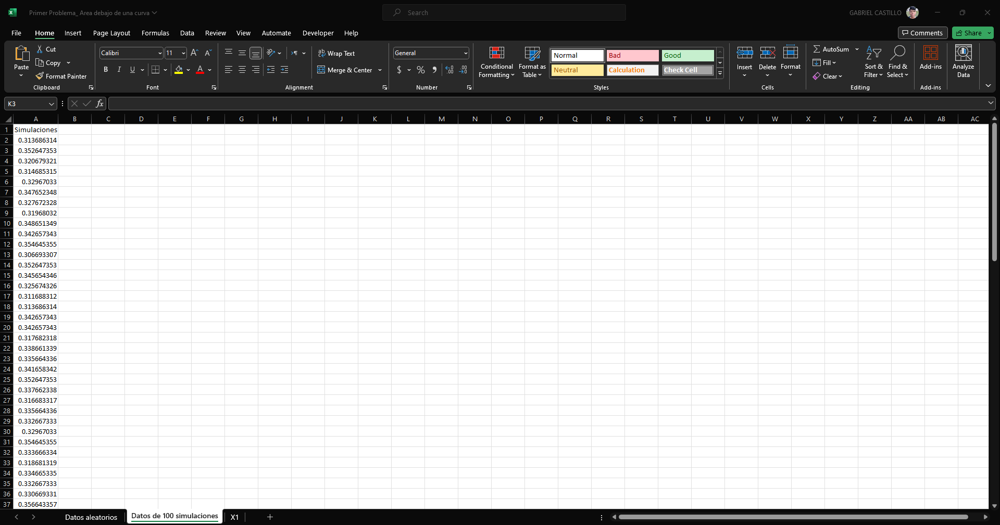 Primer Problema_ Area debajo de una curva
Search
GABRIEL CASTILLO
File Home Insert Page Layout Formulas Data Review View Automate Developer Help
Comments Share
Paste
Cut
Copy
Format Painter
Clipboard
Calibri 11
B I U
Font
Wrap Text
Merge & Center
Alignment
General
$ % 9
Number
Conditional Formatting
Format as Table
Normal Bad Good
Neutral Calculation Check Cell
Styles
Insert Delete Format
Cells
AutoSum
Fill
Clear
Sort & Filter
Find & Select
Editing
Add-ins
Add-ins
Analyze Data
K3
fx
A B C D E F G H I J K L M N O P Q R S T U V W X Y Z AA AB AC
1 Simulaciones
2 0.313686314
3 0.352647353
4 0.320679321
5 0.314685315
6 0.32967033
7 0.347652348
8 0.327672328
9 0.31968032
10 0.348651349
11 0.342657343
12 0.354645355
13 0.306693307
14 0.352647353
15 0.345654346
16 0.325674326
17 0.311688312
18 0.313686314
19 0.342657343
20 0.342657343
21 0.317682318
22 0.338661339
23 0.335664336
24 0.341658342
25 0.352647353
26 0.337662338
27 0.316683317
28 0.335664336
29 0.332667333
30 0.32967033
31 0.354645355
32 0.333666334
33 0.318681319
34 0.334665335
35 0.332667333
36 0.330669331
37 0.356643357
Datos aleatorios Datos de 100 simulaciones X1